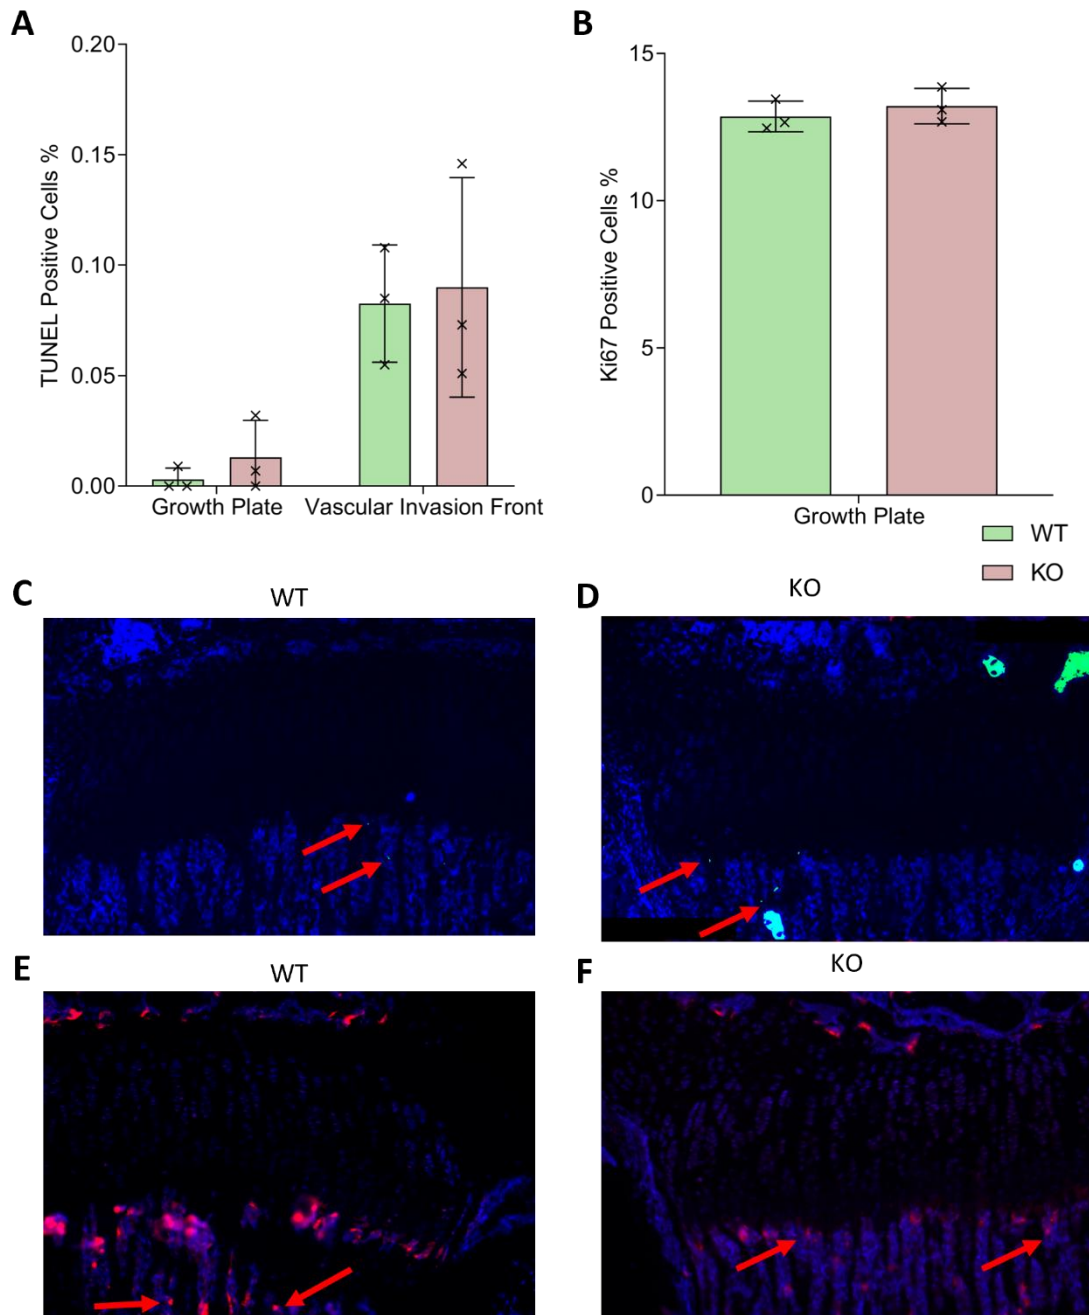 A
B
TUNEL Positive Cells %
0.20
0.15
0.10
0.05
0.00
Growth Plate
Vascular Invasion Front
Ki67 Positive Cells %
15
10
5
0
Growth Plate
WT
KO
C
WT
D
KO
E
WT
F
KO